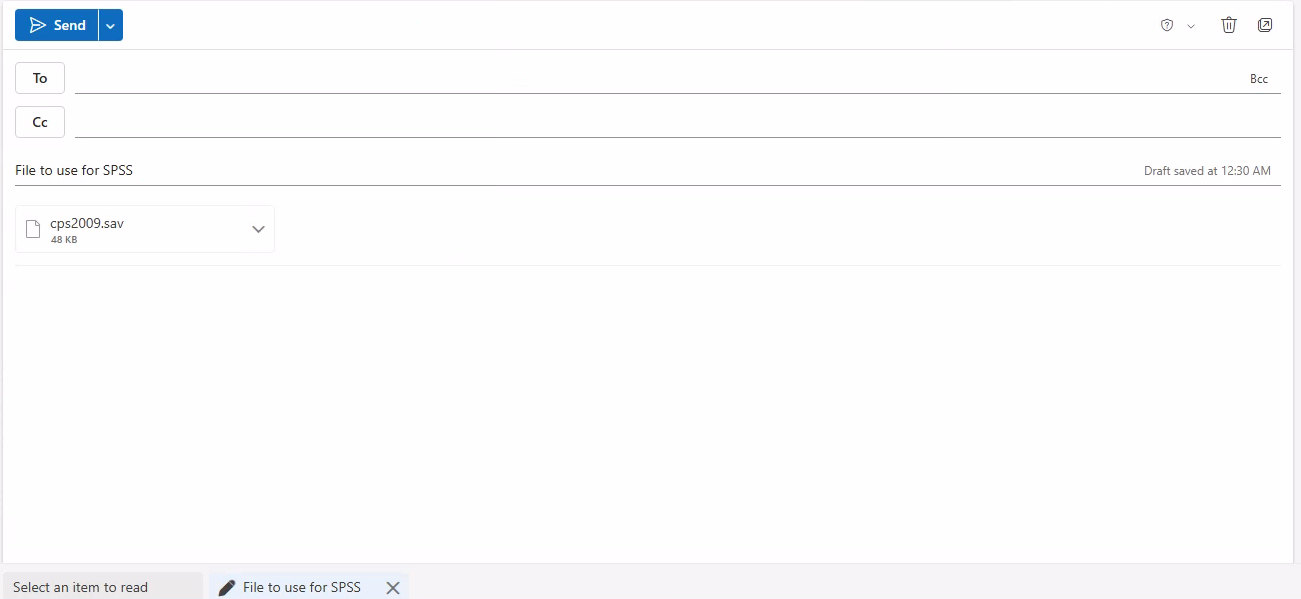 Send
To
Bcc
Cc
File to use for SPSS
Draft saved at 12:30 AM
cps2009.sav
48 KB
Select an item to read
File to use for SPSS